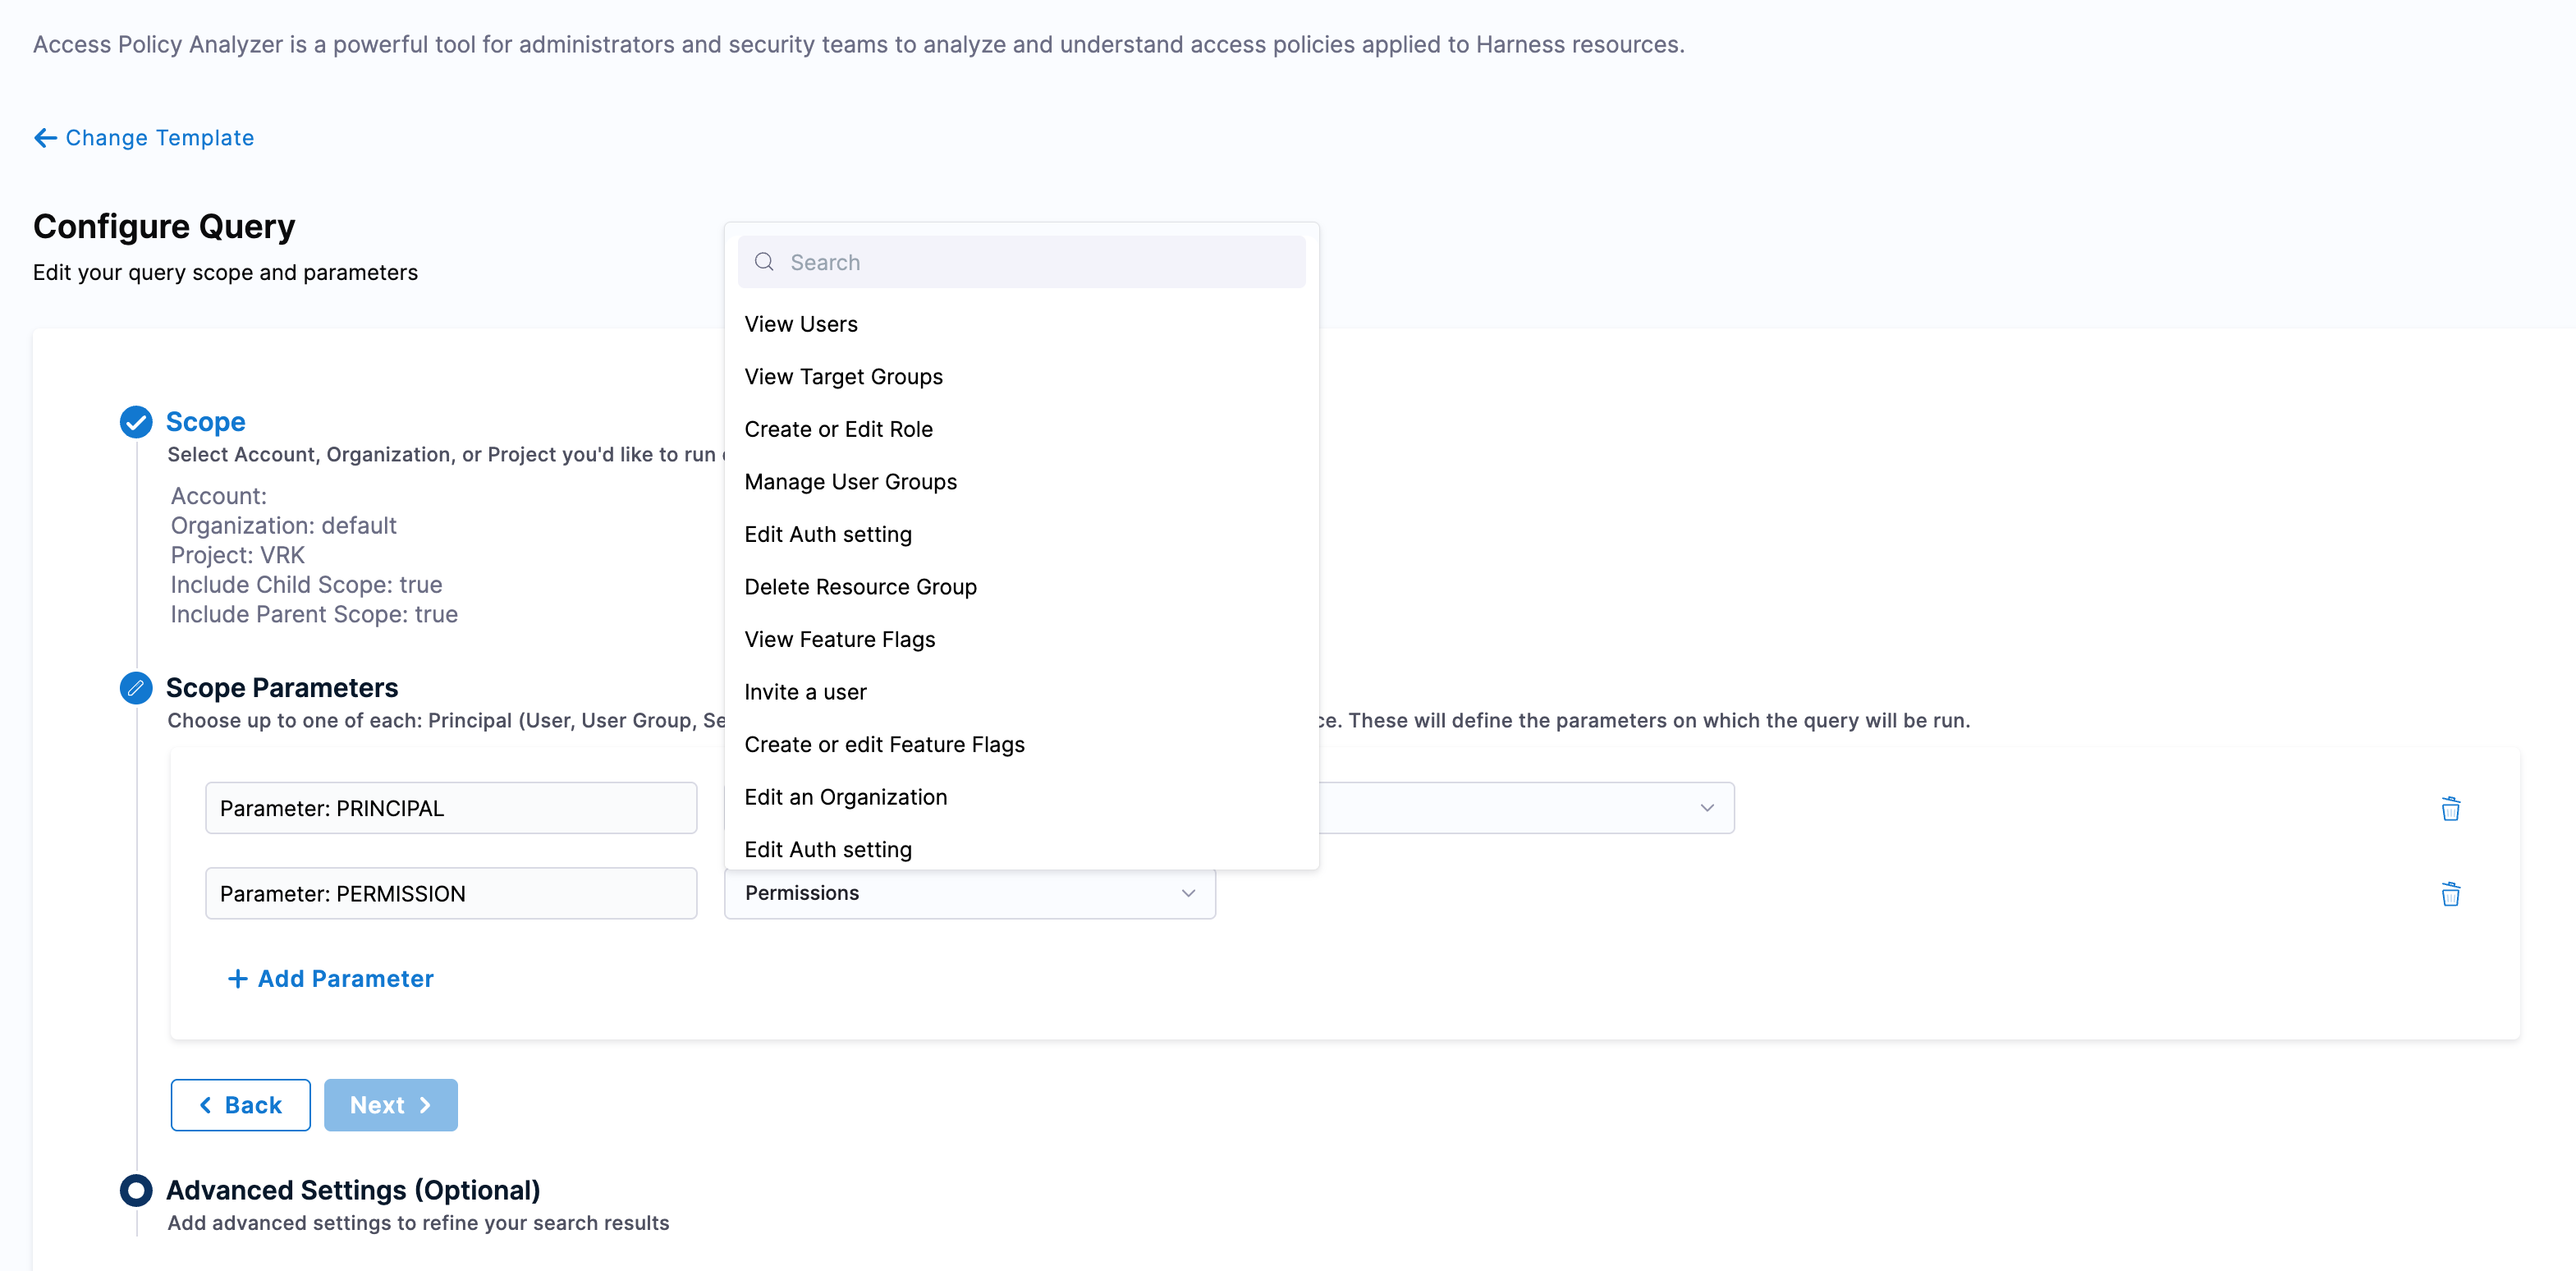 Access Policy Analyzer is a powerful tool for administrators and security teams to analyze and understand access policies applied to Harness resources.
Change Template
Configure Query
Edit your query scope and parameters
Search
View Users
View Target Groups
Create or Edit Role
Manage User Groups
Edit Auth setting
Delete Resource Group
View Feature Flags
Invite a user
Create or edit Feature Flags
Edit an Organization
Edit Auth setting
Scope
Select Account, Organization, or Project you'd like to run
Account:
Organization: default
Project: VRK
Include Child Scope: true
Include Parent Scope: true
Scope Parameters
Choose up to one of each: Principal (User, User Group, Se
ce. These will define the parameters on which the query will be run.
Parameter: PRINCIPAL
Parameter: PERMISSION
Permissions
Add Parameter
Back
Next
Advanced Settings (Optional)
Add advanced settings to refine your search results